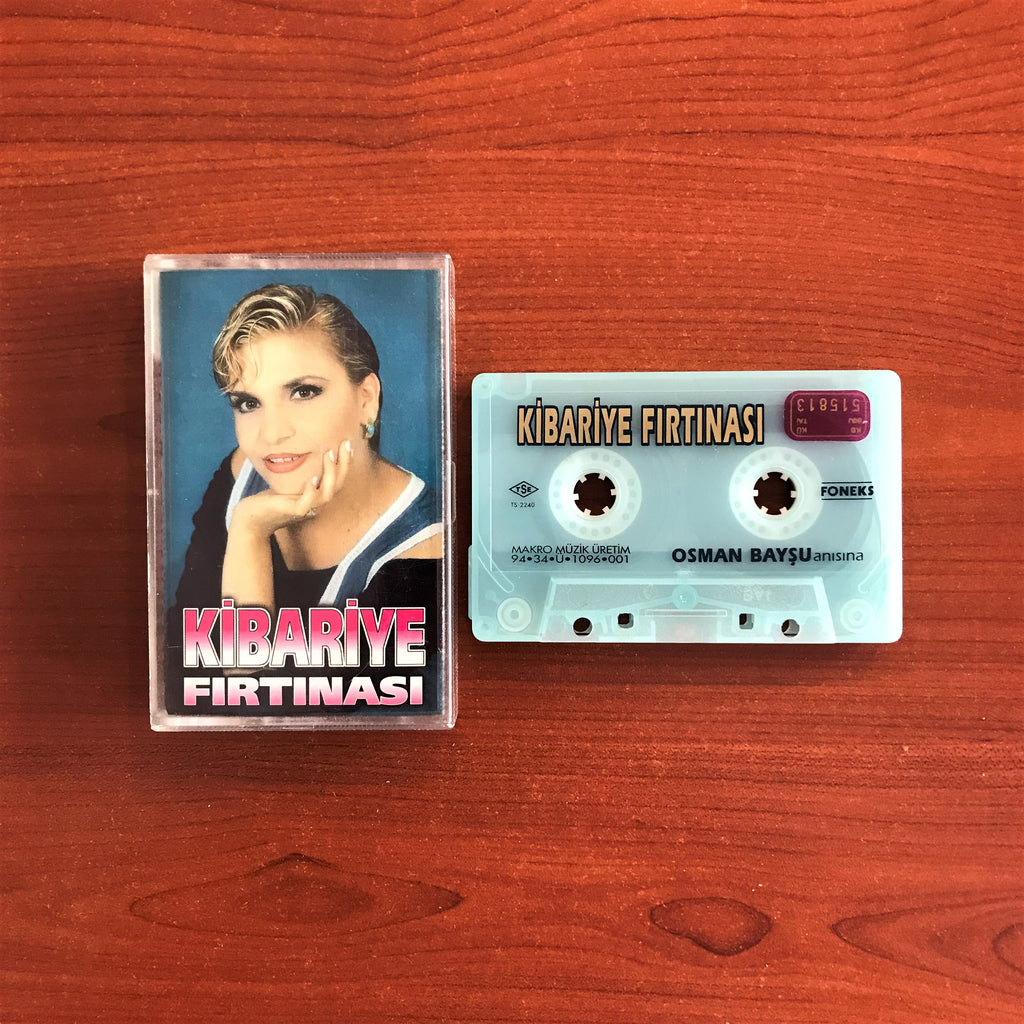 KİBARİYE
FIRTINASI
KİBARİYE FIRTINASI
515813
TSE
TS 2240
FONEKS
MAKRO MÜZİK ÜRETİM
94•34•Ü•1096•001
OSMAN BAYŞU anısına